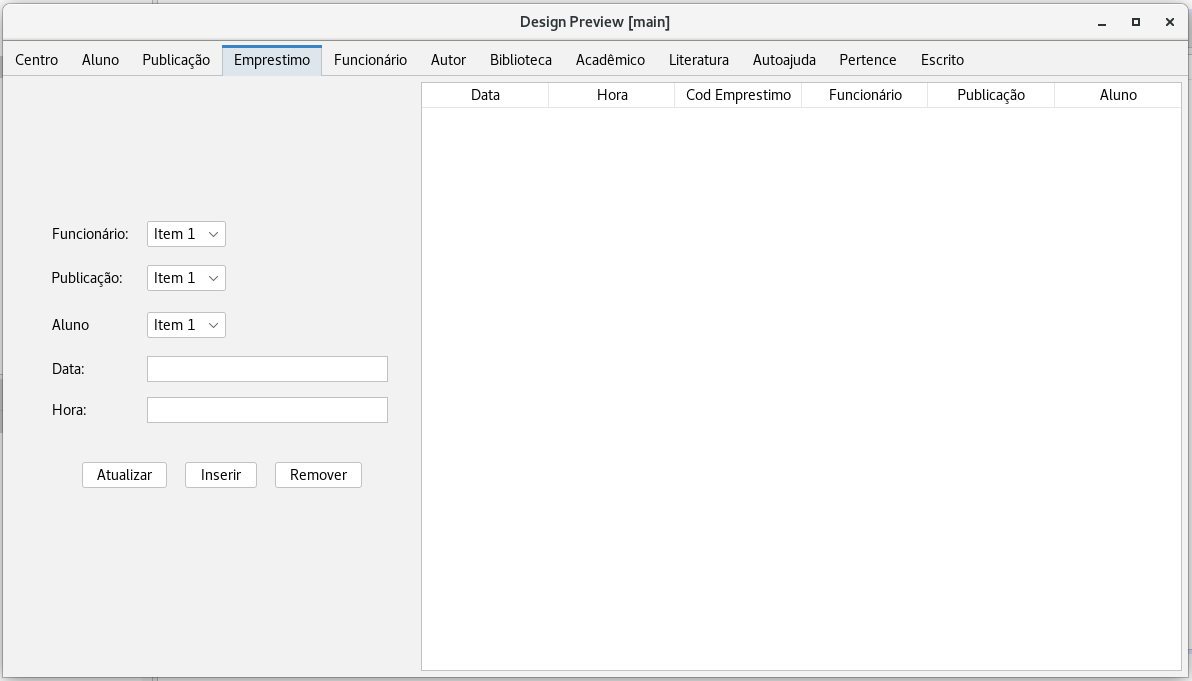 Design Preview [main]
Centro Aluno Publicação Emprestimo Funcionário Autor Biblioteca Acadêmico Literatura Autoajuda Pertence Escrito
Data Hora Cod Emprestimo Funcionário Publicação Aluno
Funcionário: Item 1
Publicação: Item 1
Aluno Item 1
Data:
Hora:
Atualizar Inserir Remover